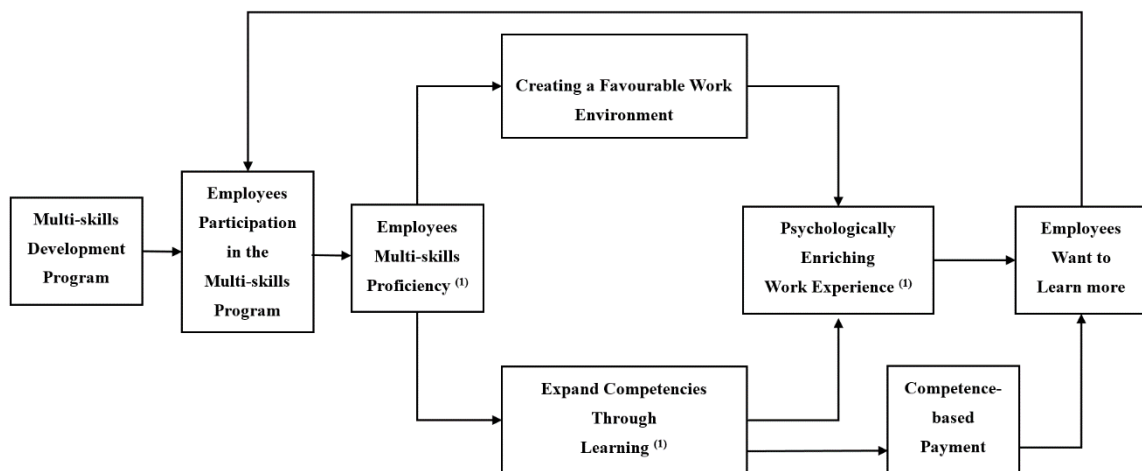 Multi-skills
Development
Program
Employees
Participation
in the
Multi-skills
Program
Employees
Multi-skills
Proficiency (1)
Creating a Favourable Work
Environment
Expand Competencies
Through
Learning (1)
Psychologically
Enriching
Work Experience (1)
Competence-
based
Payment
Employees
Want to
Learn more